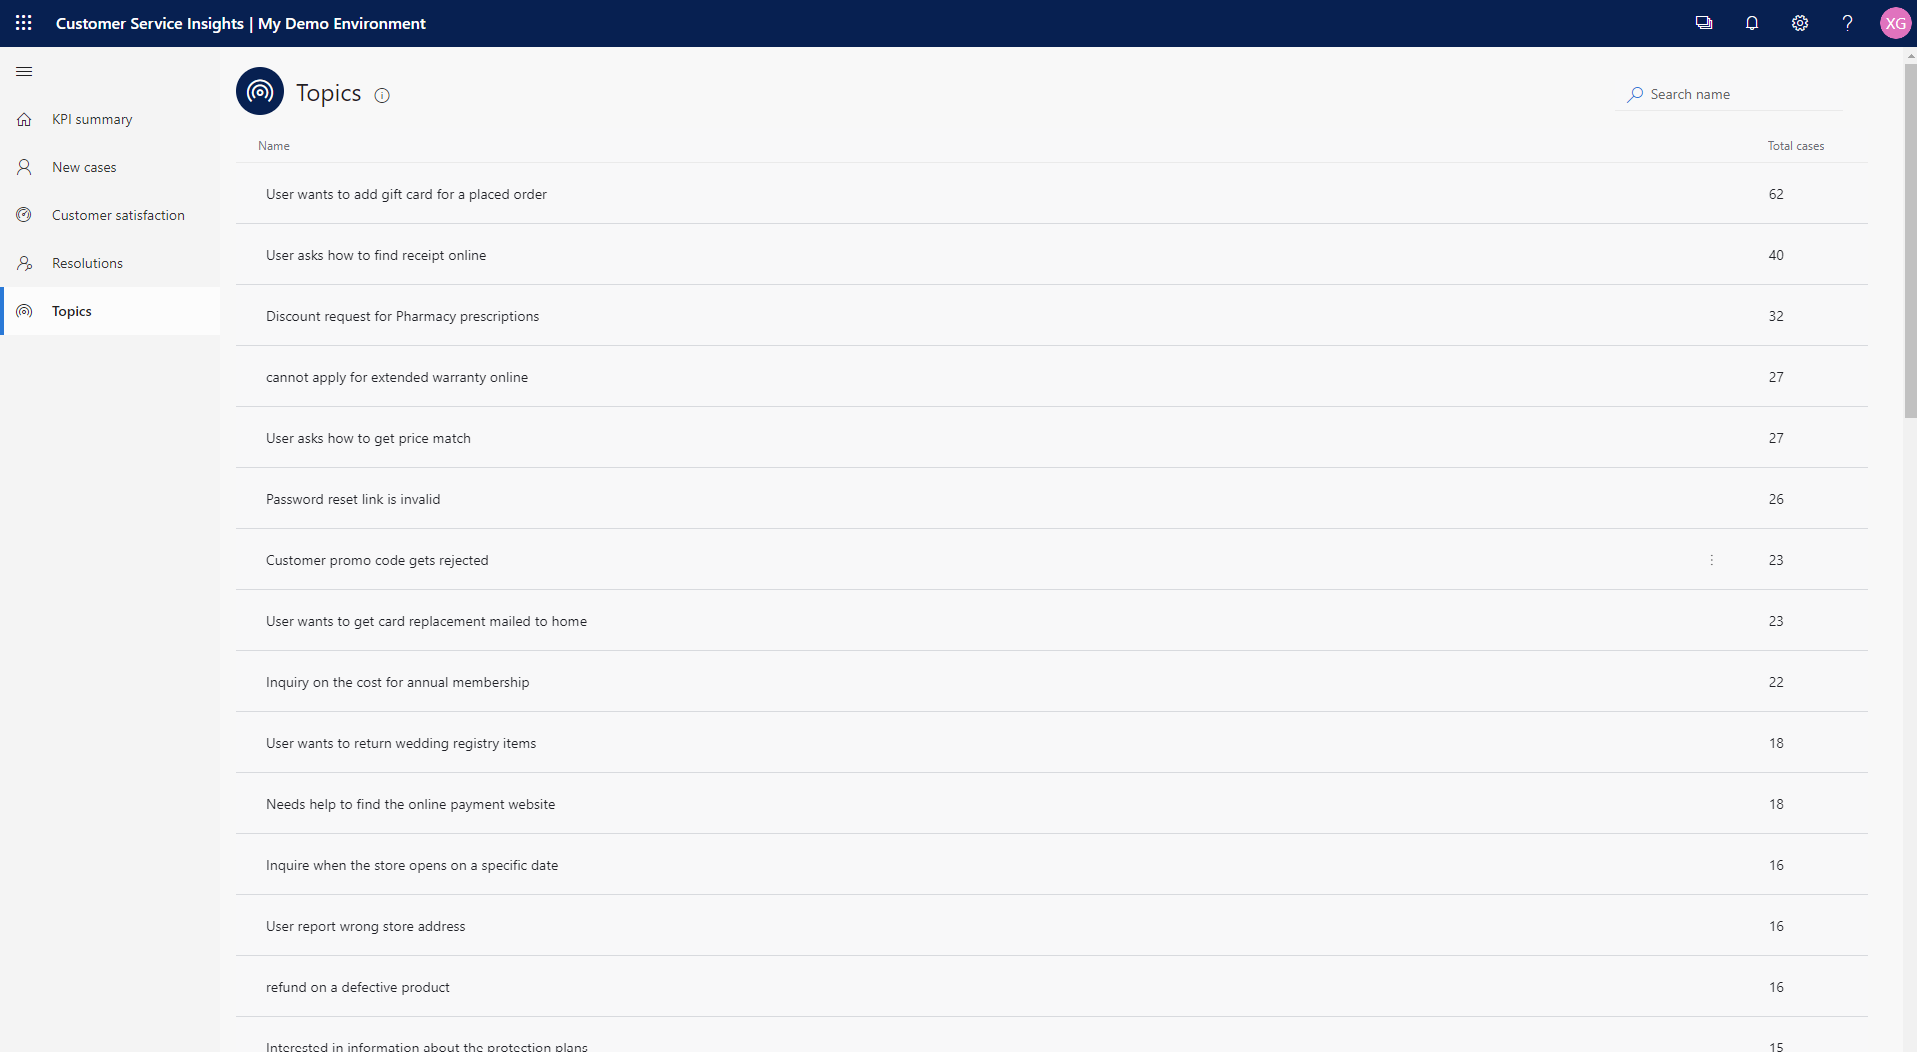 Customer Service Insights | My Demo Environment
XG
KPI summary
New cases
Customer satisfaction
Resolutions
Topics
Topics
Search name
Name Total cases
User wants to add gift card for a placed order 62
User asks how to find receipt online 40
Discount request for Pharmacy prescriptions 32
cannot apply for extended warranty online 27
User asks how to get price match 27
Password reset link is invalid 26
Customer promo code gets rejected 23
User wants to get card replacement mailed to home 23
Inquiry on the cost for annual membership 22
User wants to return wedding registry items 18
Needs help to find the online payment website 18
Inquire when the store opens on a specific date 16
User report wrong store address 16
refund on a defective product 16
Interested in information about the protection plans 15